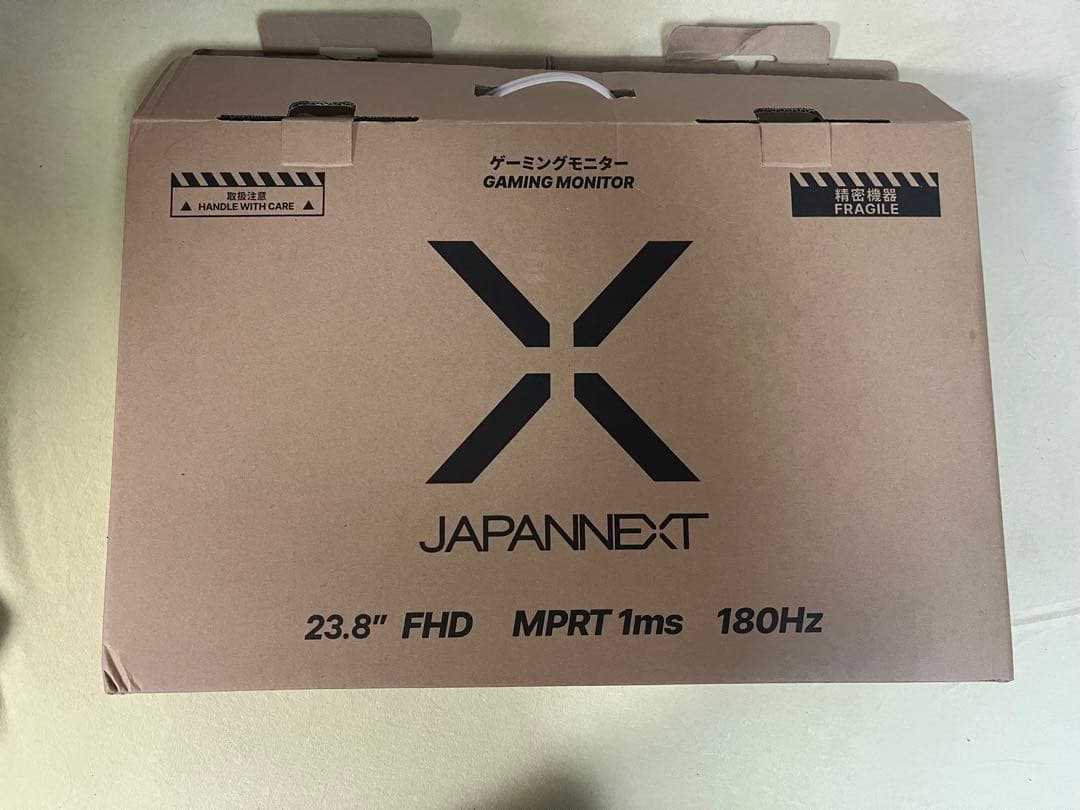 ゲーミングモニター
GAMING MONITOR
取扱注意
HANDLE WITH CARE
精密機器
FRAGILE
X
JAPANNEXT
23.8" FHD MPRT 1ms 180Hz